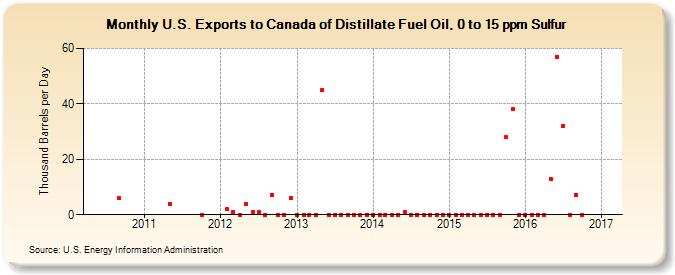 Monthly U.S. Exports to Canada of Distillate Fuel Oil, 0 to 15 ppm Sulfur
Thousand Barrels per Day
60
40
20
0
2011 2012 2013 2014 2015 2016 2017
Source: U.S. Energy Information Administration